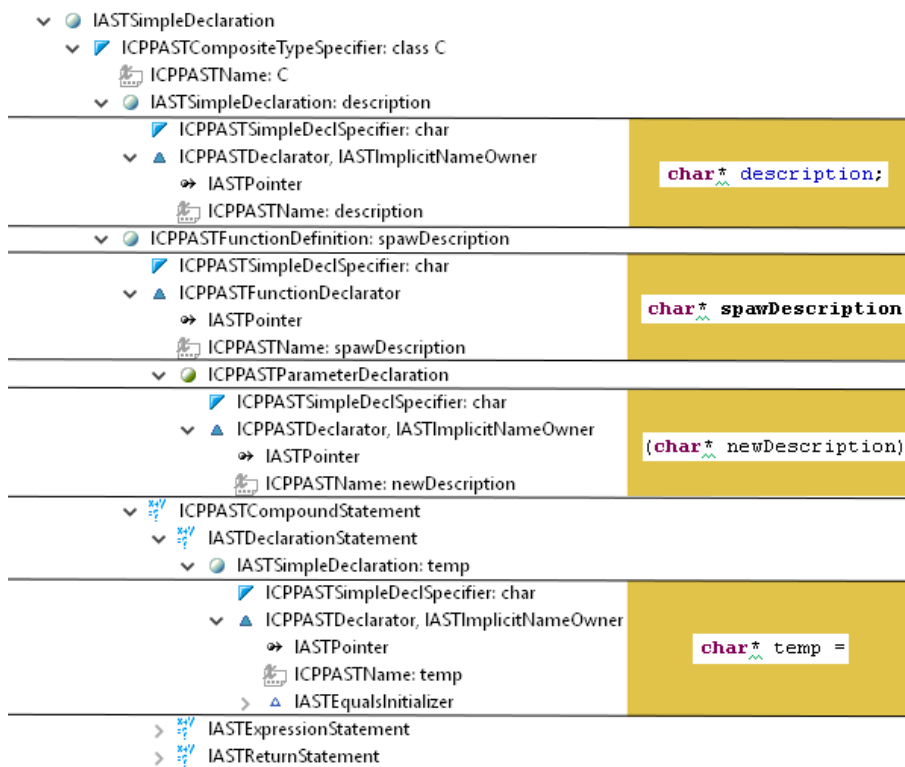 IASTSimpleDeclaration
ICPPASTCompositeTypeSpecifier: class C
ICPPASTName: C
IASTSimpleDeclaration: description
ICPPASTSimpleDeclSpecifier: char
ICPPASTDeclarator, IASTImplicitNameOwner
char* description;
IASTPointer
ICPPASTName: description
ICPPASTFunctionDefinition: spawDescription
ICPPASTSimpleDeclSpecifier: char
ICPPASTFunctionDeclarator
char* spawDescription
IASTPointer
ICPPASTName: spawDescription
ICPPASTParameterDeclaration
ICPPASTSimpleDeclSpecifier: char
ICPPASTDeclarator, IASTImplicitNameOwner
(char* newDescription)
IASTPointer
ICPPASTName: newDescription
ICPPASTCompoundStatement
IASTDeclarationStatement
IASTSimpleDeclaration: temp
ICPPASTSimpleDeclSpecifier: char
ICPPASTDeclarator, IASTImplicitNameOwner
IASTPointer
char* temp =
ICPPASTName: temp
IASTEqualsInitializer
IASTExpressionStatement
IASTReturnStatement